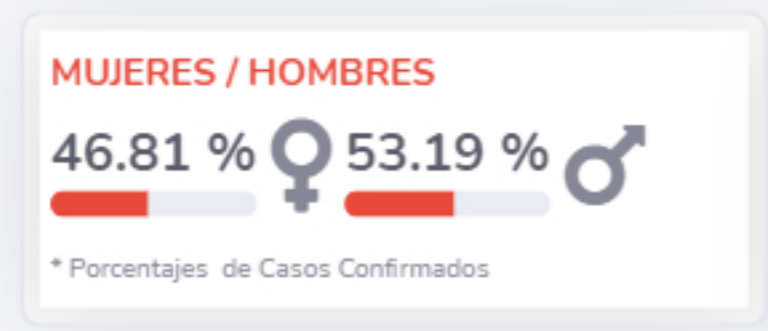 MUJERES / HOMBRES
46.81 % 53.19 %
* Porcentajes de Casos Confirmados